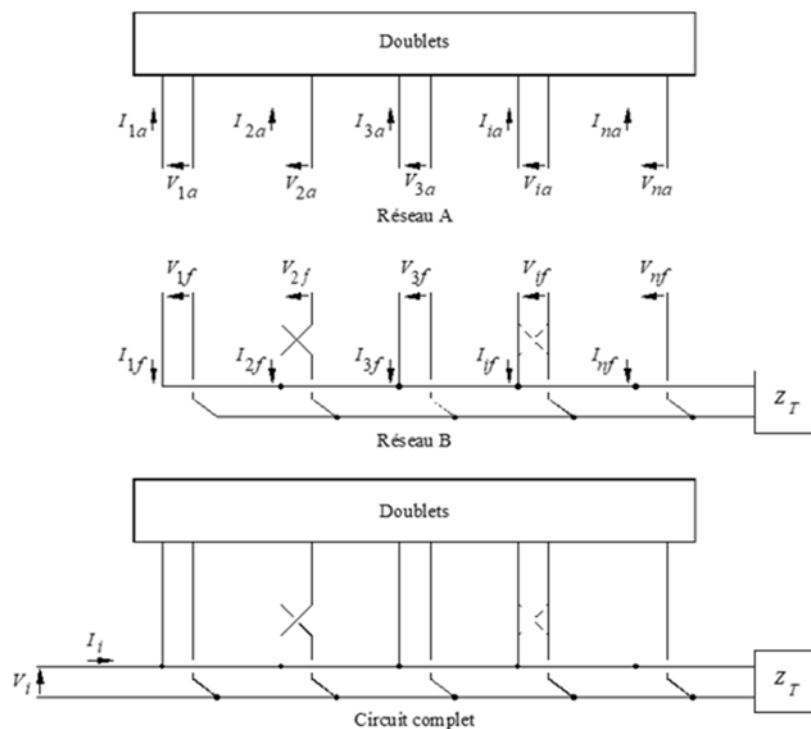 Doublets
I1a I2a I3a Iia Ina
V1a V2a V3a Via Vna
Réseau A
V1f V2f V3f Vif Vnf
I1f I2f I3f Iif Inf
ZT
Réseau B
Doublets
Ii
Vi
ZT
Circuit complet